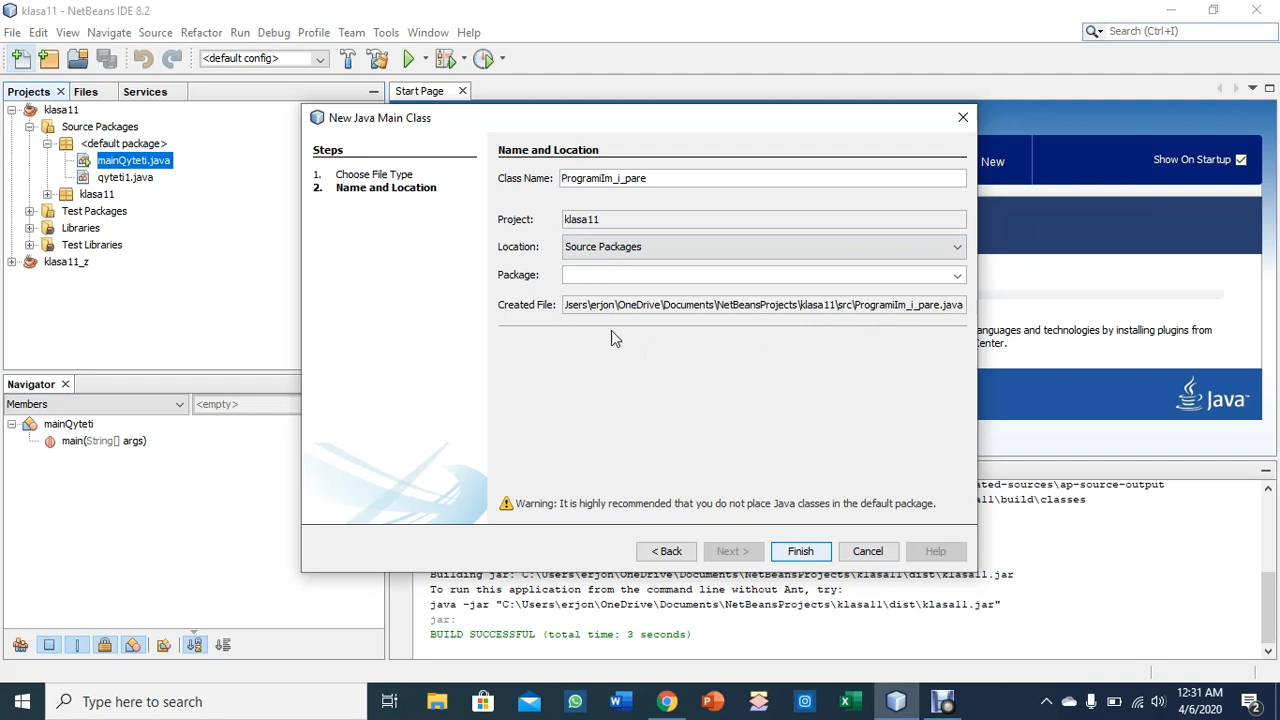 klasa11 - NetBeans IDE 8.2
File Edit View Navigate Source Refactor Run Debug Profile Team Tools Window Help
Search (Ctrl+I)
<default config>
Projects Files Services
Start Page
klasa11
Source Packages
<default package>
mainQyteti.java
qyteti1.java
klasa11
Test Packages
Libraries
Test Libraries
klasa11_z
New Java Main Class
Steps
1. Choose File Type
2. Name and Location
Name and Location
Class Name: ProgramiIm_i_pare
Project: klasa11
Location: Source Packages
Package:
Created File: Jsers\erjon\OneDrive\Documents\NetBeansProjects\klasa11\src\ProgramiIm_i_pare.java
Warning: It is highly recommended that you do not place Java classes in the default package.
< Back Next > Finish Cancel Help
New
Show On Startup
anguages and technologies by installing plugins from
Center.
Java
Navigator
Members
<empty>
mainQyteti
main(String[] args)
ated-sources\ap-source-output
11\build\classes
Building jar: C:\Users\erjon\OneDrive\Documents\NetBeansProjects\klasa11\dist\klasa11.jar
To run this application from the command line without Ant, try:
java -jar "C:\Users\erjon\OneDrive\Documents\NetBeansProjects\klasa11\dist\klasa11.jar"
jar:
BUILD SUCCESSFUL (total time: 3 seconds)
Type here to search
12:31 AM
4/6/2020
2